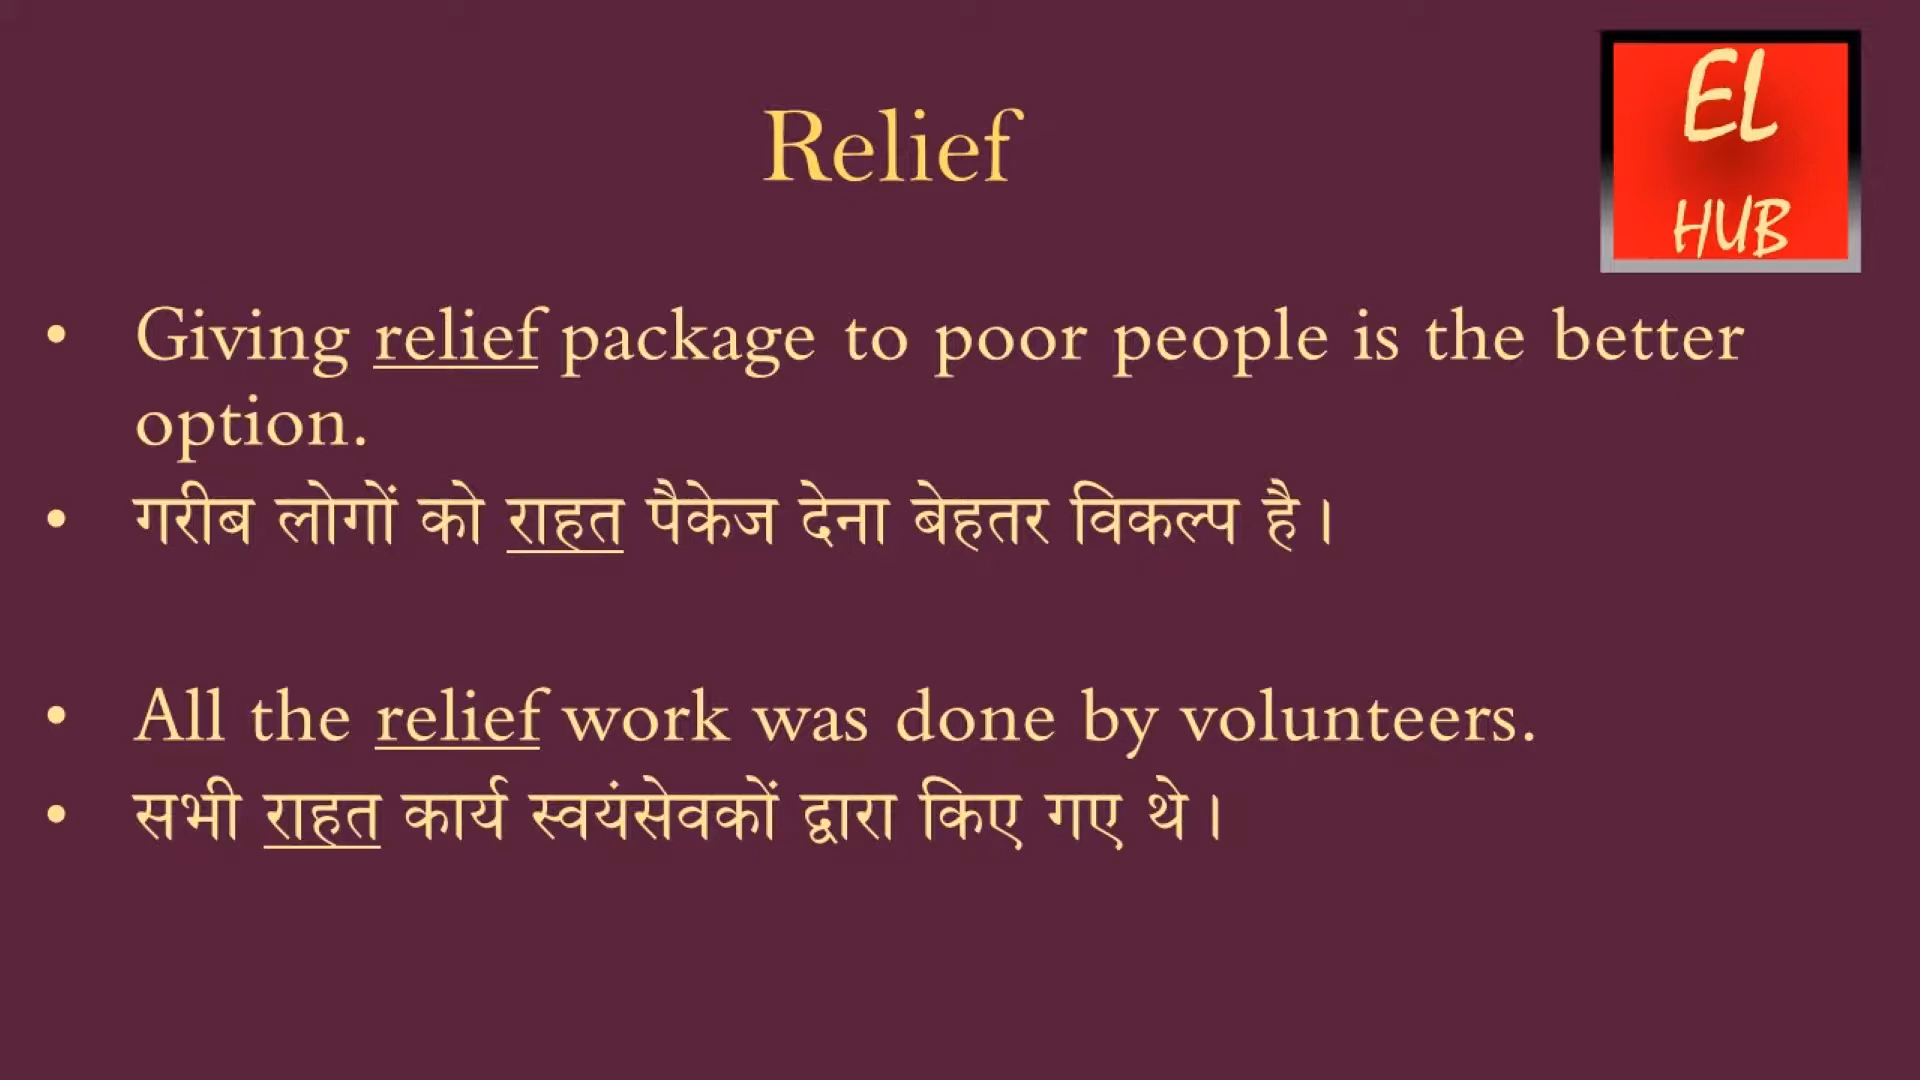 Relief
EL
HUB
• Giving relief package to poor people is the better
option.
• गरीब लोगों को राहत पैकेज देना बेहतर विकल्प है।
• All the relief work was done by volunteers.
• सभी राहत कार्य स्वयंसेवकों द्वारा किए गए थे।